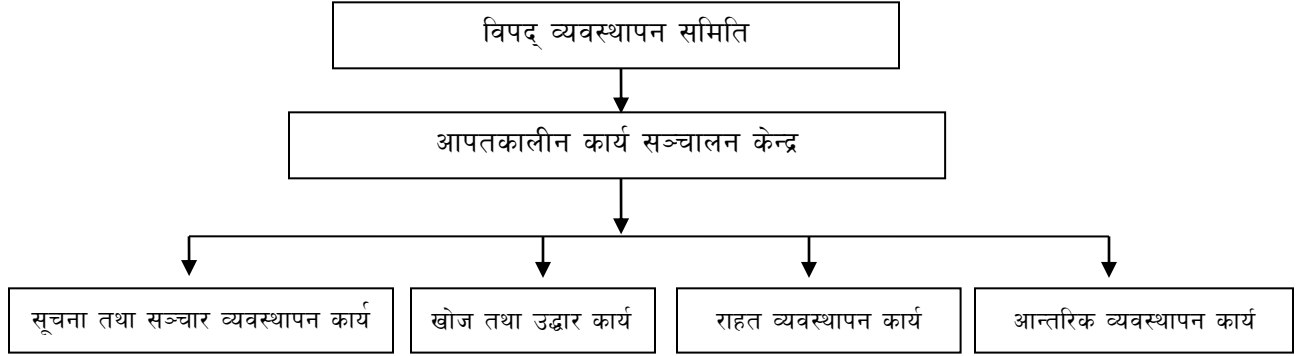 विपद् व्यवस्थापन समिति
आपतकालीन कार्य सञ्चालन केन्द्र
सूचना तथा सञ्चार व्यवस्थापन कार्य
खोज तथा उद्धार कार्य
राहत व्यवस्थापन कार्य
आन्तरिक व्यवस्थापन कार्य